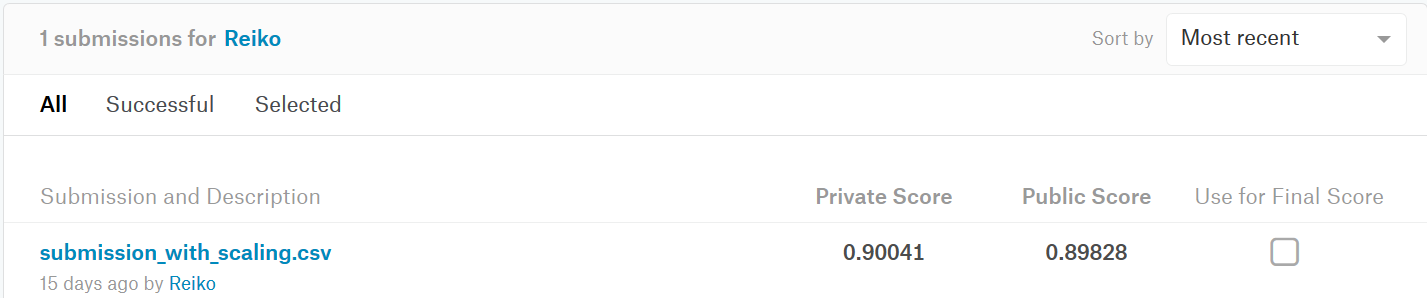 1 submissions for Reiko Sort by Most recent
All Successful Selected
Submission and Description Private Score Public Score Use for Final Score
submission_with_scaling.csv 0.90041 0.89828
15 days ago by Reiko